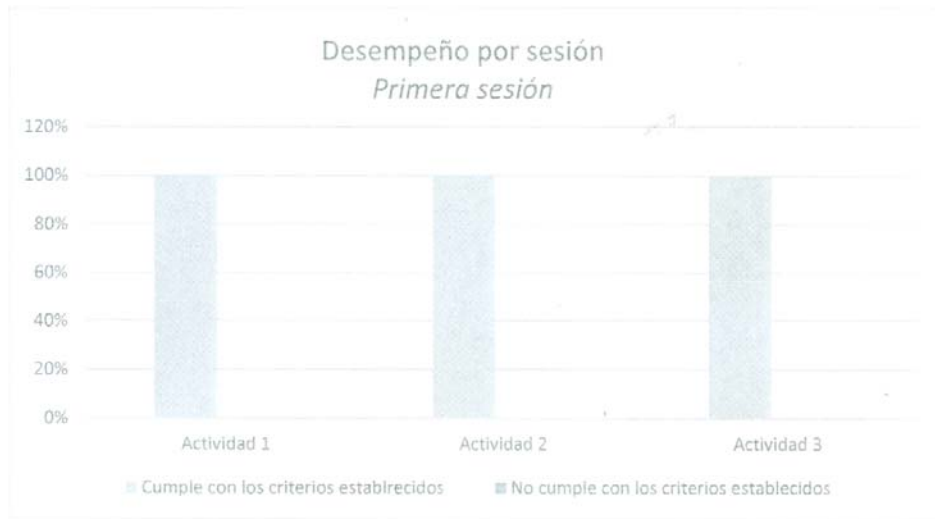 Desempeño por sesión
Primera sesión
120%
100%
80%
60%
40%
20%
0%
Actividad 1
Actividad 2
Actividad 3
Cumple con los criterios establrecidos
No cumple con los criterios establecidos